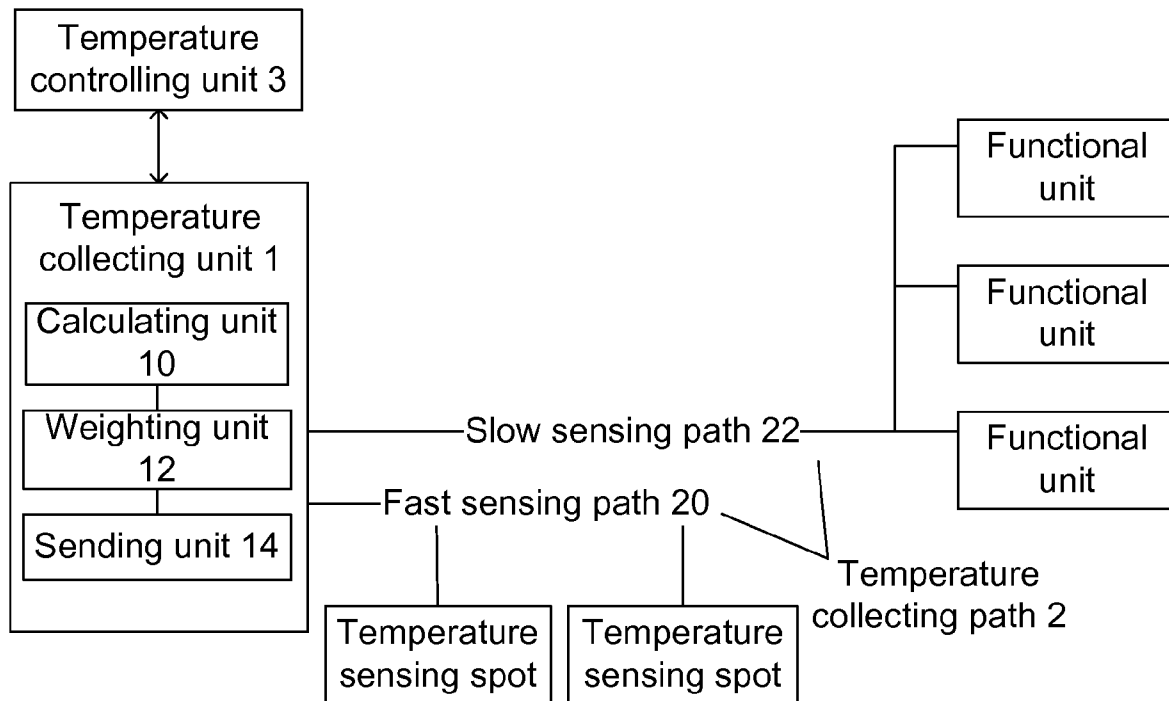 Temperature
controlling unit 3
Temperature
collecting unit 1
Calculating unit
10
Weighting unit
12
Sending unit 14
Slow sensing path 22
Fast sensing path 20
Temperature
sensing spot
Temperature
sensing spot
Temperature
collecting path 2
Functional
unit
Functional
unit
Functional
unit